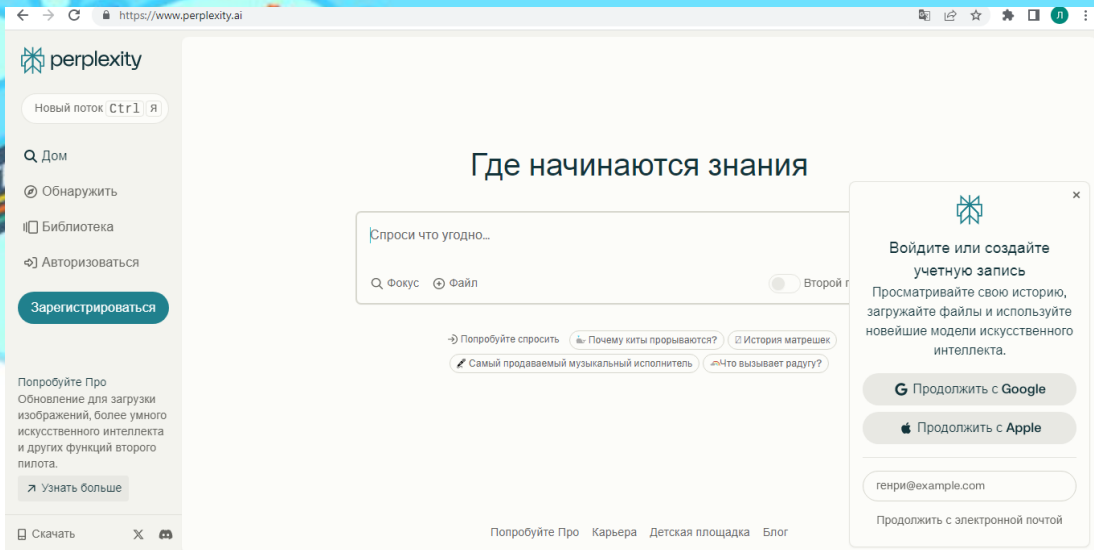 https://www.perplexity.ai
Л
perplexity
Новый поток Ctrl Я
Дом
Обнаружить
Библиотека
Авторизоваться
Зарегистрироваться
Попробуйте Про
Обновление для загрузки
изображений, более умного
искусственного интеллекта
и других функций второго
пилота.
Узнать больше
Скачать
Где начинаются знания
Спроси что угодно...
Фокус Файл Второй
Попробуйте спросить Почему киты прорываются? История матрешек
Самый продаваемый музыкальный исполнитель Что вызывает радугу?
Попробуйте Про Карьера Детская площадка Блог
Войдите или создайте
учетную запись
Просматривайте свою историю,
загружайте файлы и используйте
новейшие модели искусственного
интеллекта.
Продолжить с Google
Продолжить с Apple
генри@example.com
Продолжить с электронной почтой